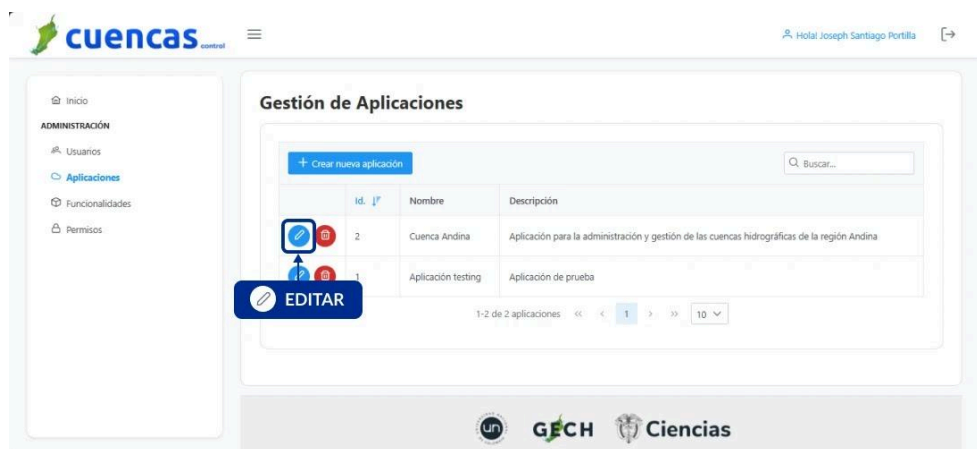 cuencas control
Hola! Joseph Santiago Portilla
Inicio
ADMINISTRACIÓN
Usuarios
Aplicaciones
Funcionalidades
Permisos
Gestión de Aplicaciones
+ Crear nueva aplicación
Buscar...
Id. Nombre Descripción
2 Cuenca Andina Aplicación para la administración y gestión de las cuencas hidrográficas de la región Andina
1 Aplicación testing Aplicación de prueba
EDITAR
1-2 de 2 aplicaciones « < 1 > » 10
un GECH Ciencias